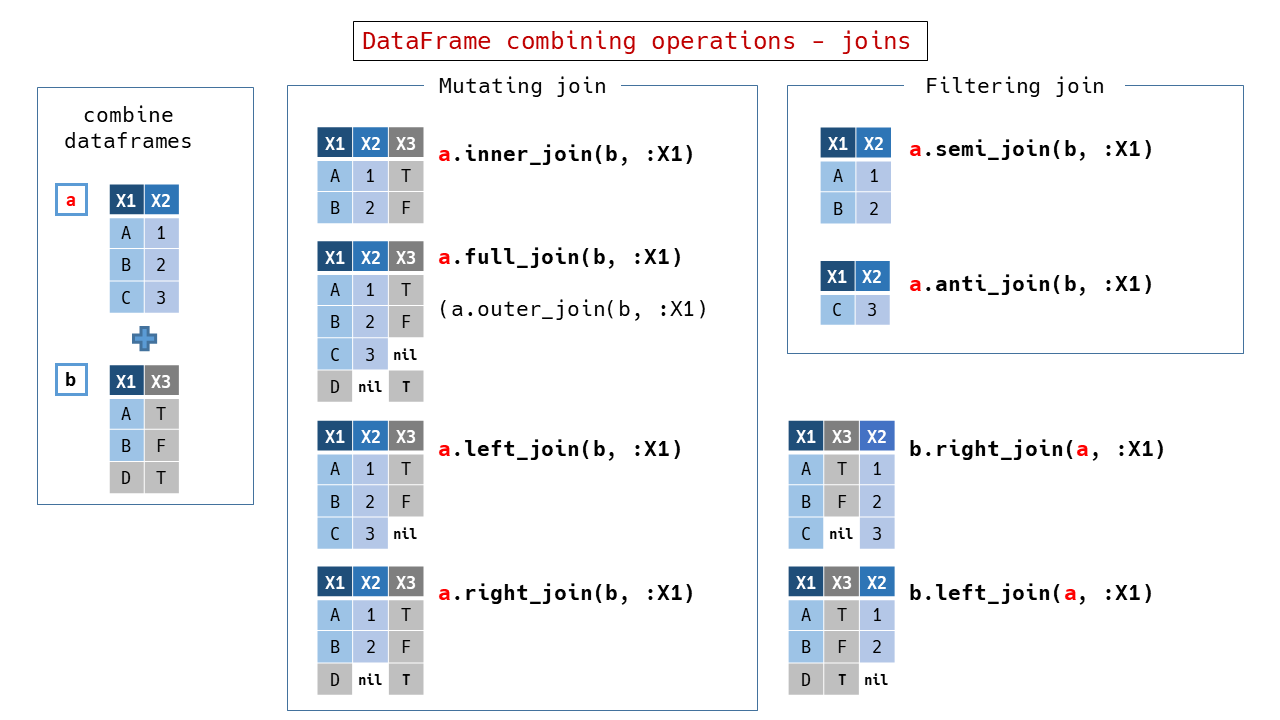 DataFrame combining operations – joins
combine
dataframes
a
X1 X2
A 1
B 2
C 3
b
X1 X3
A T
B F
D T
Mutating join
X1 X2 X3
A 1 T
B 2 F
a.inner_join(b, :X1)
X1 X2 X3
A 1 T
B 2 F
C 3 nil
D nil T
a.full_join(b, :X1)
(a.outer_join(b, :X1)
X1 X2 X3
A 1 T
B 2 F
C 3 nil
a.left_join(b, :X1)
X1 X2 X3
A 1 T
B 2 F
D nil T
a.right_join(b, :X1)
Filtering join
X1 X2
A 1
B 2
a.semi_join(b, :X1)
X1 X2
C 3
a.anti_join(b, :X1)
X1 X3 X2
A T 1
B F 2
C nil 3
b.right_join(a, :X1)
X1 X3 X2
A T 1
B F 2
D T nil
b.left_join(a, :X1)